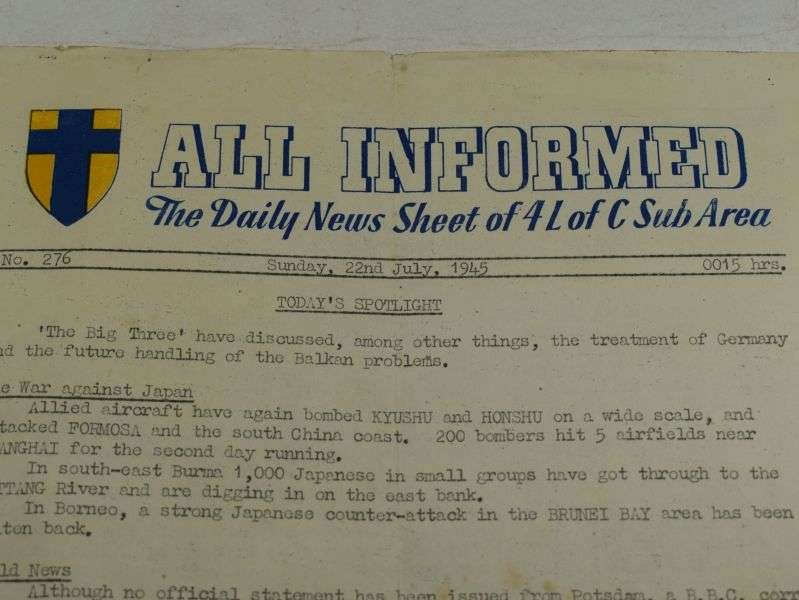 ALL INFORMED
The Daily News Sheet of 4 L of C Sub Area
No. 276 Sunday, 22nd July, 1945 0015 hrs.
TODAY'S SPOTLIGHT
'The Big Three' have discussed, among other things, the treatment of Germany
nd the future handling of the Balkan problems.
e War against Japan
Allied aircraft have again bombed KYUSHU and HONSHU on a wide scale, and
tacked FORMOSA and the south China coast. 200 bombers hit 5 airfields near
ANGHAI for the second day running.
In south-east Burma 1,000 Japanese in small groups have got through to the
TTANG River and are digging in on the east bank.
In Borneo, a strong Japanese counter-attack in the BRUNEI BAY area has been
ten back.
ld News
Although no official statement has been issued from Potsdam, a B.B.C. corr